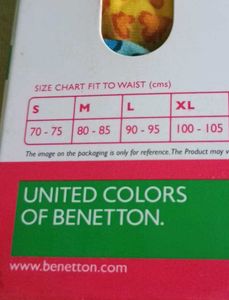 SIZE CHART FIT TO WAIST (cms)
S M L XL
70 - 75 80 - 85 90 - 95 100 - 105
The image on the packaging is only for reference. The Product may
UNITED COLORS
OF BENETTON.
www.benetton.com